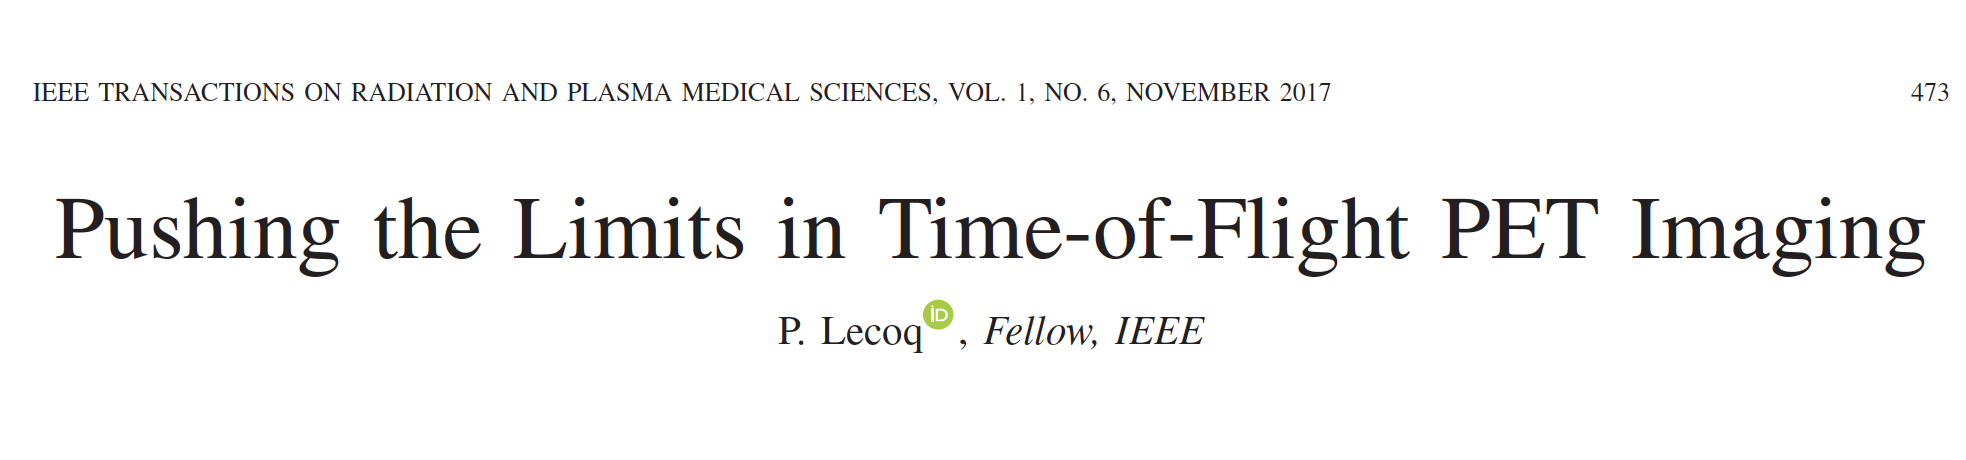 IEEE TRANSACTIONS ON RADIATION AND PLASMA MEDICAL SCIENCES, VOL. 1, NO. 6, NOVEMBER 2017 473
Pushing the Limits in Time-of-Flight PET Imaging
P. Lecoq iD, Fellow, IEEE